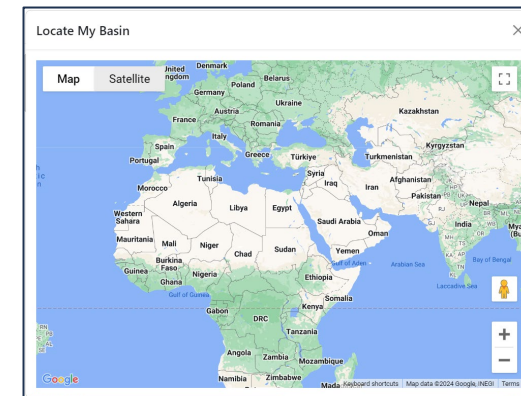 Locate My Basin
Map
Satellite
United
Denmark
Belarus
Poland
Germany
Ukraine
Kazakhstan
Austria
France
Romania
Italy
Kyrgyzstan
Spain
Greece
Türkiye
Turkmenistan
Portugal
Syria
Afghanistan
Tunisia
Iraq
Iran
Morocco
Pakistan
Algeria
Libya
Egypt
Nepal
Western
Sahara
Saudi Arabia
India
Oman
Mauritania
Mali
Niger
Sudan
Yemen
Chad
Burkina
Faso
Gulf of Aden
Arabian Sea
Bay of Bengal
Guinea
Nigeria
Ethiopia
Ghana
Laccadive Sea
Gulf of Guinea
Somalia
Gabon
Kenya
DRC
Tanzania
Angola
Zambia
Mozambique
Namibia
Zimbabwe
Google
Keyboard shortcuts
Map data ©2024 Google, INEGI
Terms